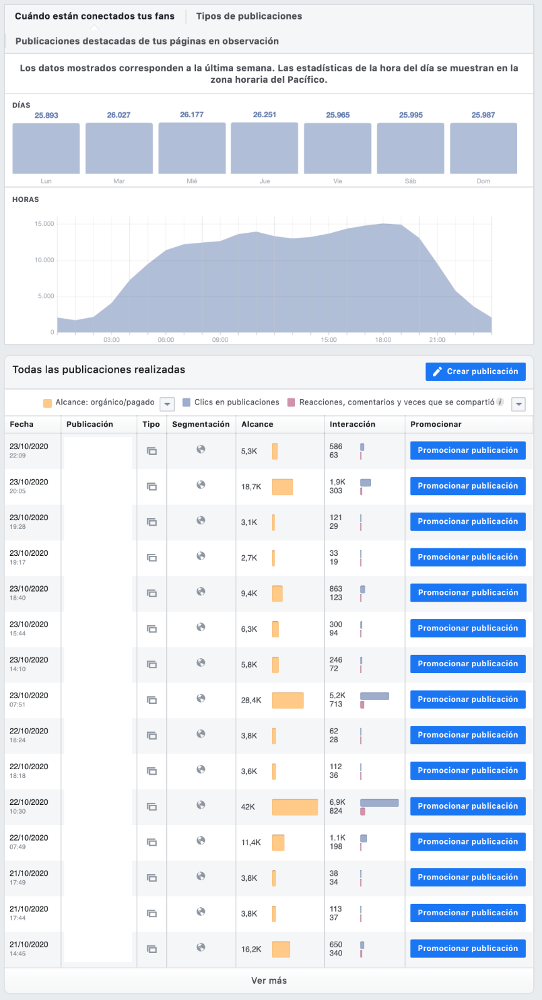 Cuándo están conectados tus fans
Tipos de publicaciones
Publicaciones destacadas de tus páginas en observación
Los datos mostrados corresponden a la última semana. Las estadísticas de la hora del día se muestran en la
zona horaria del Pacífico.
DÍAS
25.893 26.027 26.177 26.251 25.965 25.995 25.987
Lun Mar Mié Jue Vie Sáb Dom
HORAS
15.000
10.000
5.000
0
03:00 06:00 09:00 15:00 18:00 21:00
Todas las publicaciones realizadas
Crear publicación
Alcance: orgánico/pagado Clics en publicaciones Reacciones, comentarios y veces que se compartió i
Fecha Publicación Tipo Segmentación Alcance Interacción Promocionar
23/10/2020
22:09
5,3K
586
63
Promocionar publicación
23/10/2020
20:05
18,7K
1,9K
303
Promocionar publicación
23/10/2020
19:28
3,1K
121
29
Promocionar publicación
23/10/2020
19:17
2,7K
33
19
Promocionar publicación
23/10/2020
18:40
9,4K
863
123
Promocionar publicación
23/10/2020
15:44
6,3K
300
94
Promocionar publicación
23/10/2020
14:10
5,8K
246
72
Promocionar publicación
23/10/2020
07:51
28,4K
5,2K
713
Promocionar publicación
22/10/2020
18:24
3,8K
62
28
Promocionar publicación
22/10/2020
18:18
3,6K
112
36
Promocionar publicación
22/10/2020
10:30
42K
6,9K
824
Promocionar publicación
22/10/2020
07:49
11,4K
1,1K
198
Promocionar publicación
21/10/2020
17:49
3,8K
38
34
Promocionar publicación
21/10/2020
17:44
3,8K
113
37
Promocionar publicación
21/10/2020
14:45
16,2K
650
340
Promocionar publicación
Ver más